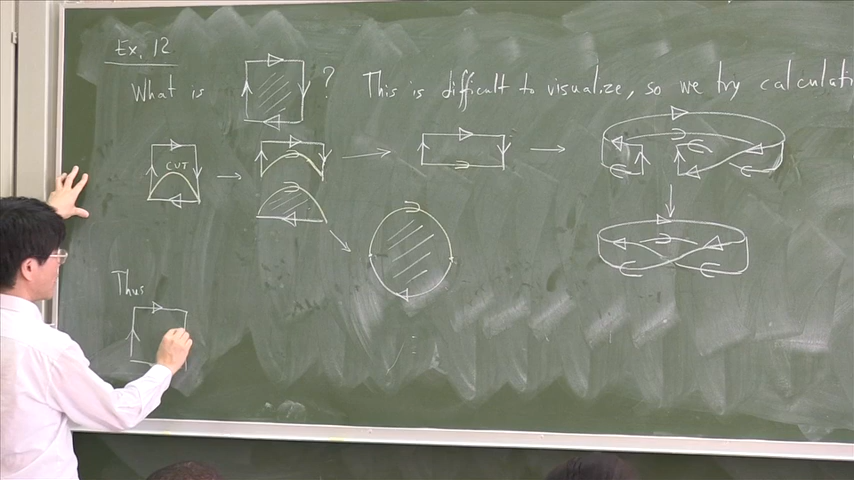 Ex. 12
What is ? This is difficult to visualize, so we try calculati
CUT
Thus